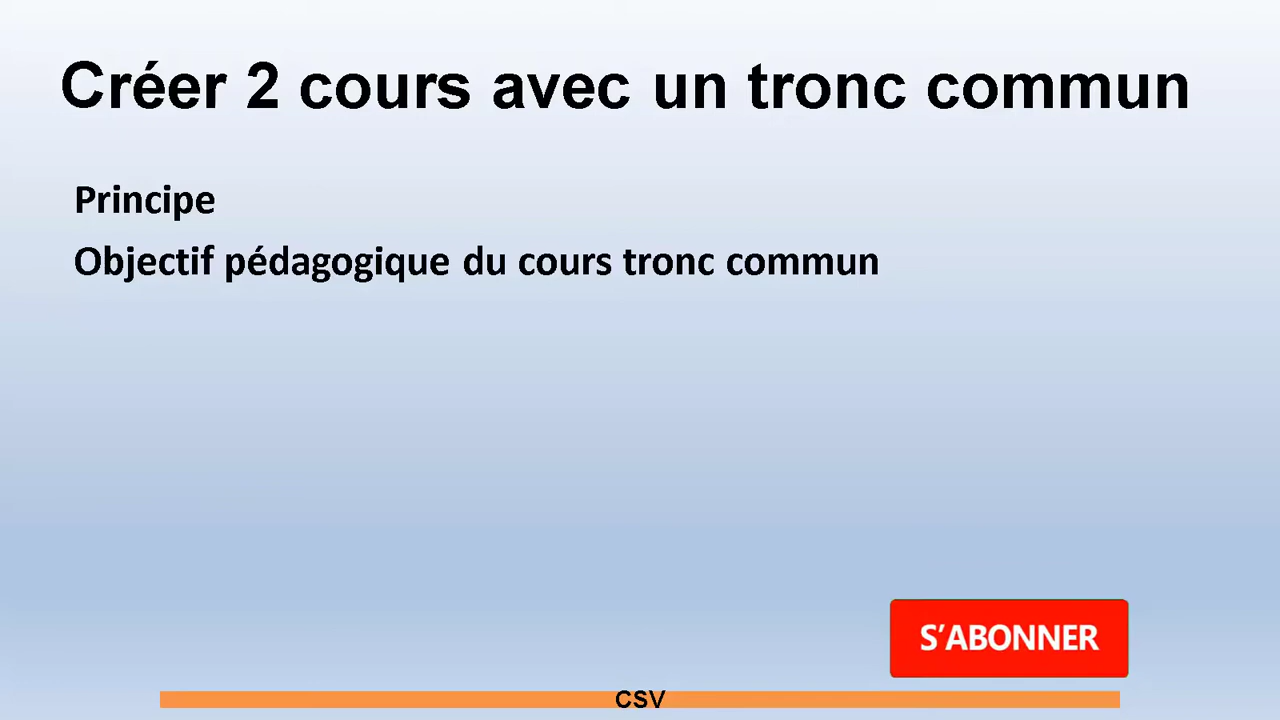 Créer 2 cours avec un tronc commun
Principe
Objectif pédagogique du cours tronc commun
S'ABONNER
CSV